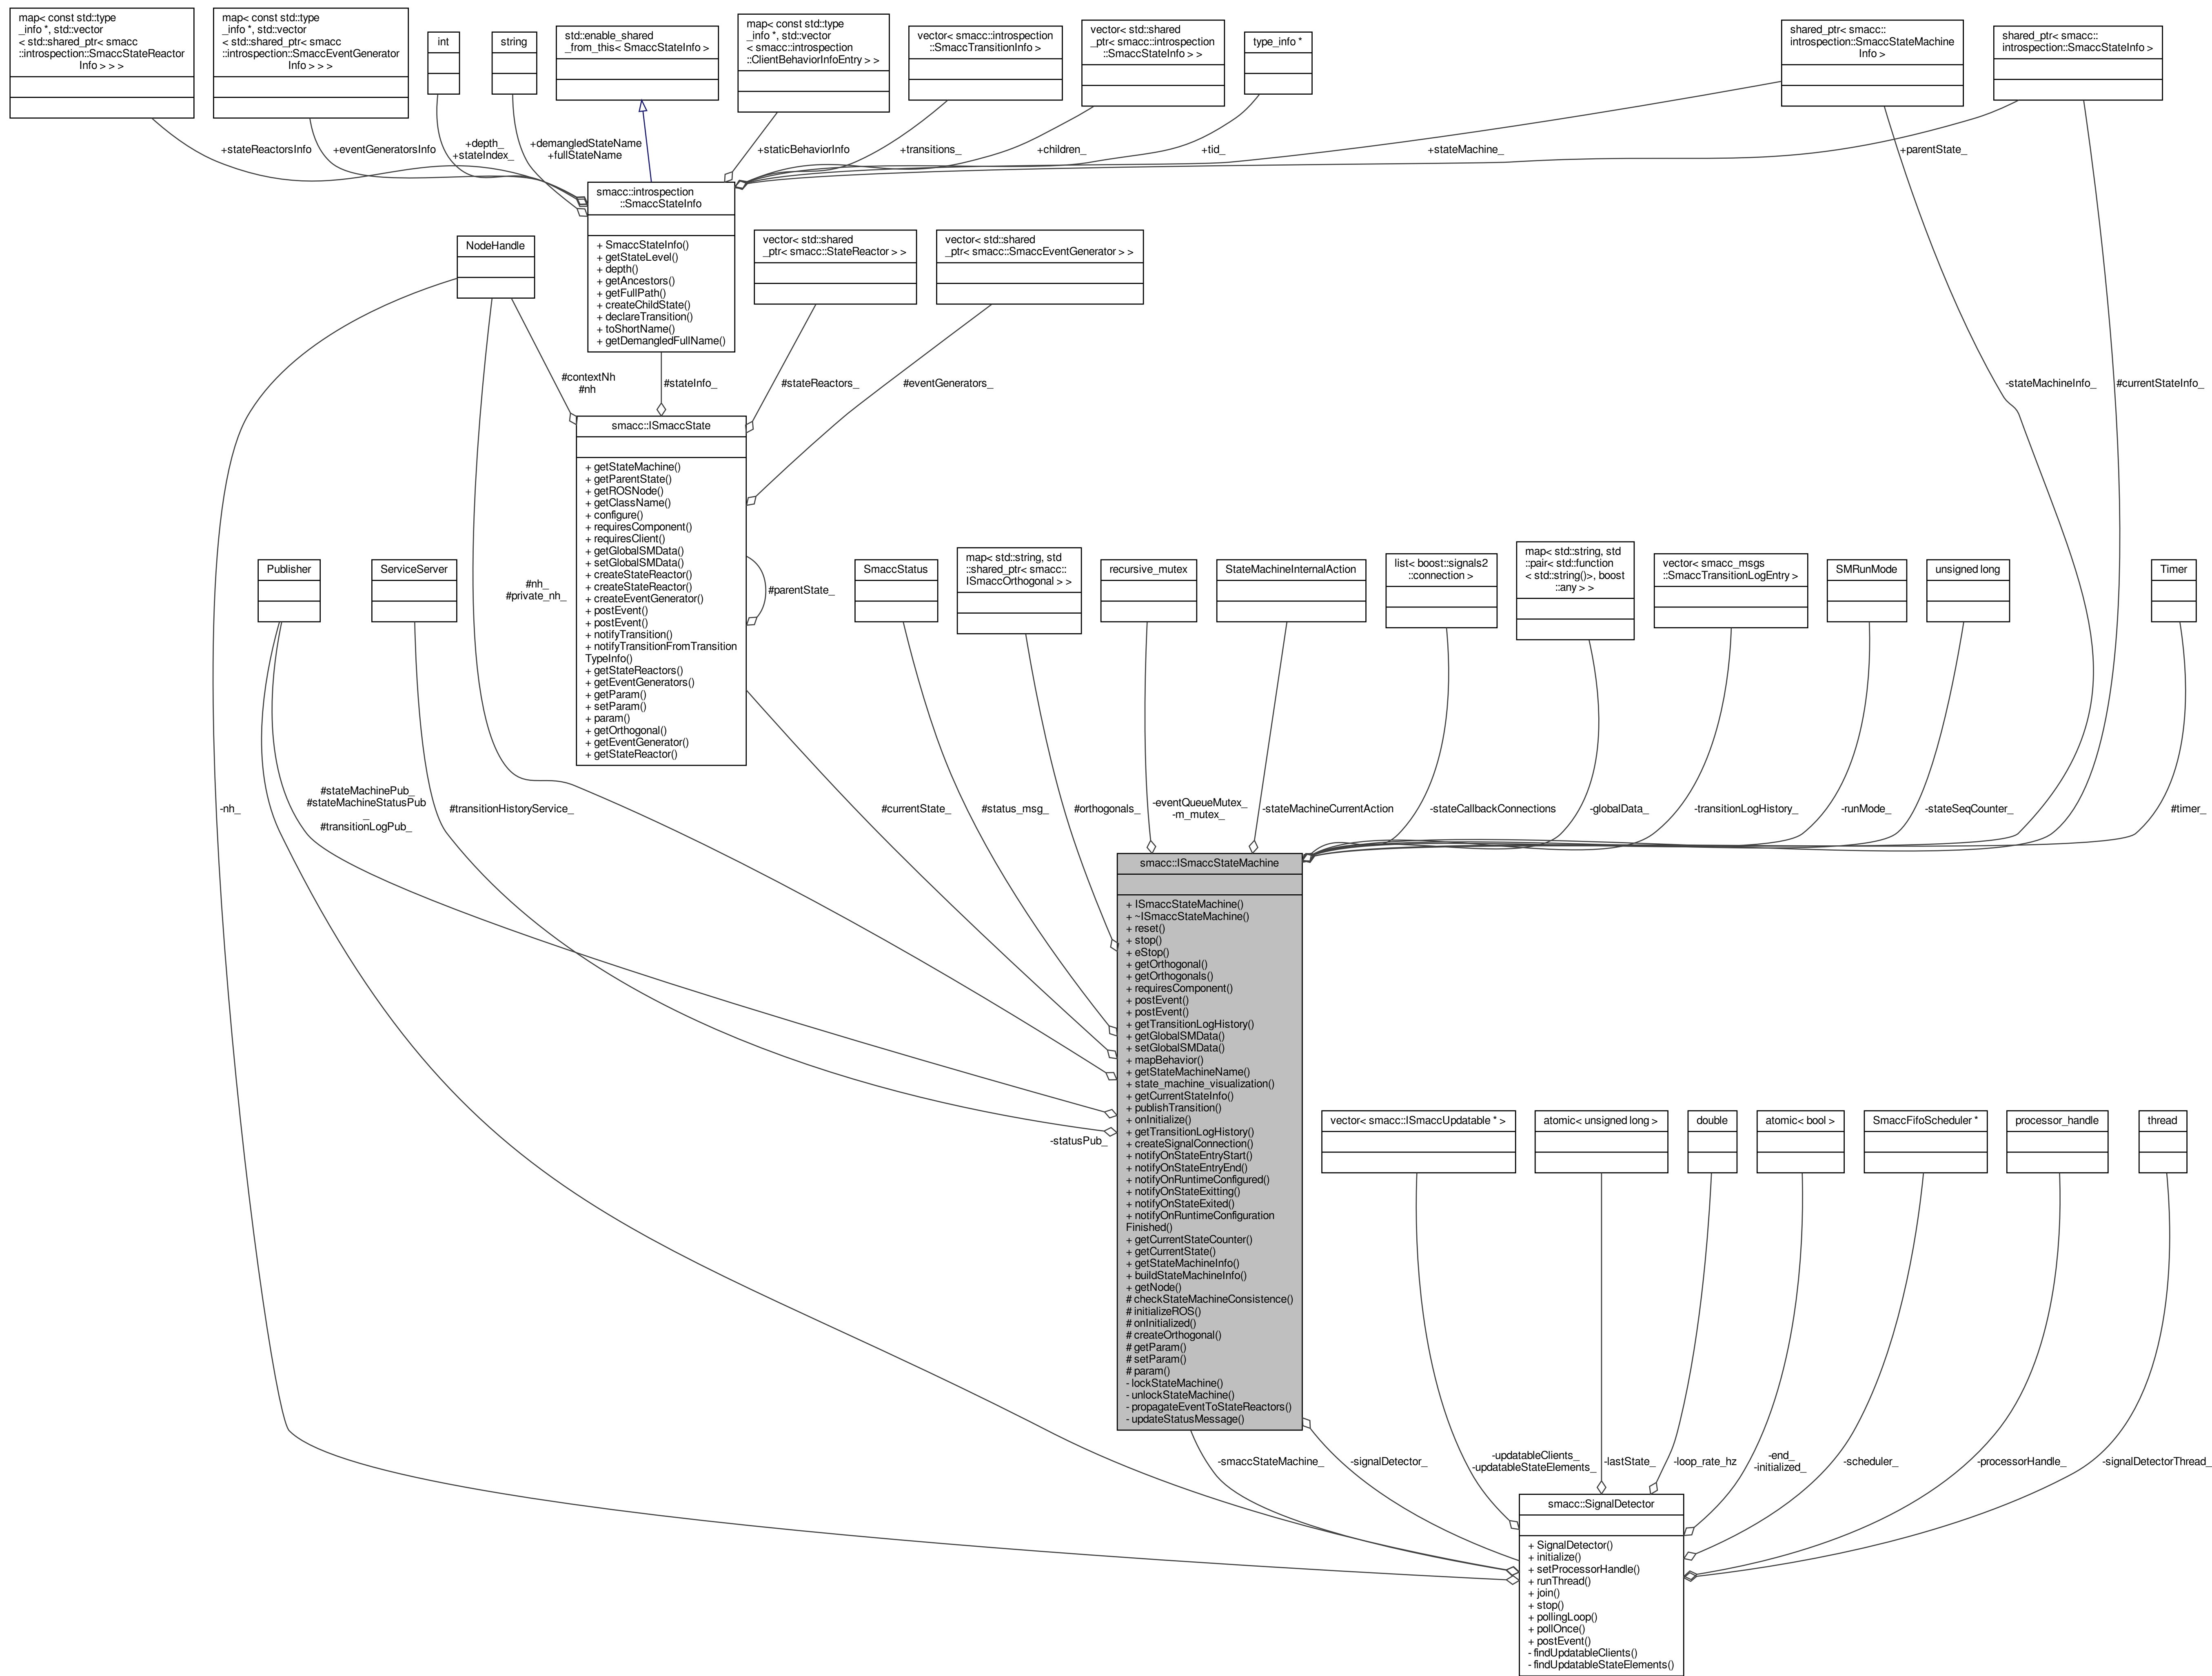 map< const std::type
_info *, std::vector
< std::shared_ptr< smacc
::introspection::SmaccStateReactor
Info > > >
map< const std::type
_info *, std::vector
< std::shared_ptr< smacc
::introspection::SmaccEventGenerator
Info > > >
int
string
std::enable_shared
_from_this< SmaccStateInfo >
map< const std::type
_info *, std::vector
< smacc::introspection
::ClientBehaviorInfoEntry > >
vector< smacc::introspection
::SmaccTransitionInfo >
vector< std::shared
_ptr< smacc::introspection
::SmaccStateInfo > >
type_info *
shared_ptr< smacc::
introspection::SmaccStateMachine
Info >
shared_ptr< smacc::
introspection::SmaccStateInfo >
+stateReactorsInfo
+eventGeneratorsInfo
+depth_
+stateIndex_
+demangledStateName
+fullStateName
+staticBehaviorInfo
+transitions_
+children_
+tid_
+stateMachine_
+parentState_
smacc::introspection
::SmaccStateInfo
+ SmaccStateInfo()
+ getStateLevel()
+ depth()
+ getAncestors()
+ getFullPath()
+ createChildState()
+ declareTransition()
+ toShortName()
+ getDemangledFullName()
NodeHandle
vector< std::shared
_ptr< smacc::StateReactor > >
vector< std::shared
_ptr< smacc::SmaccEventGenerator > >
#contextNh
#nh
#stateInfo_
#stateReactors_
#eventGenerators_
-stateMachineInfo_
#currentStateInfo_
smacc::ISmaccState
+ getStateMachine()
+ getParentState()
+ getROSNode()
+ getClassName()
+ configure()
+ requiresComponent()
+ requiresClient()
+ getGlobalSMData()
+ setGlobalSMData()
+ createStateReactor()
+ createStateReactor()
+ createEventGenerator()
+ postEvent()
+ postEvent()
+ notifyTransition()
+ notifyTransitionFromTransition
TypeInfo()
+ getStateReactors()
+ getEventGenerators()
+ getParam()
+ setParam()
+ param()
+ getOrthogonal()
+ getEventGenerator()
+ getStateReactor()
#parentState_
#nh_
#private_nh_
Publisher
ServiceServer
SmaccStatus
map< std::string, std
::shared_ptr< smacc::
ISmaccOrthogonal > >
recursive_mutex
StateMachineInternalAction
list< boost::signals2
::connection >
map< std::string, std
::pair< std::function
< std::string()>, boost
::any > >
vector< smacc_msgs
::SmaccTransitionLogEntry >
SMRunMode
unsigned long
Timer
-nh_
#stateMachinePub_
#stateMachineStatusPub
_
#transitionLogPub_
#transitionHistoryService_
#currentState_
#status_msg_
#orthogonals_
-eventQueueMutex_
-m_mutex_
-stateMachineCurrentAction
-stateCallbackConnections
-globalData_
-transitionLogHistory_
-runMode_
-stateSeqCounter_
#timer_
smacc::ISmaccStateMachine
+ ISmaccStateMachine()
+ ~ISmaccStateMachine()
+ reset()
+ stop()
+ eStop()
+ getOrthogonal()
+ getOrthogonals()
+ requiresComponent()
+ postEvent()
+ postEvent()
+ getTransitionLogHistory()
+ getGlobalSMData()
+ setGlobalSMData()
+ mapBehavior()
+ getStateMachineName()
+ state_machine_visualization()
+ getCurrentStateInfo()
+ publishTransition()
+ onInitialize()
+ getTransitionLogHistory()
+ createSignalConnection()
+ notifyOnStateEntryStart()
+ notifyOnStateEntryEnd()
+ notifyOnRuntimeConfigured()
+ notifyOnStateExitting()
+ notifyOnStateExited()
+ notifyOnRuntimeConfiguration
Finished()
+ getCurrentStateCounter()
+ getCurrentState()
+ getStateMachineInfo()
+ buildStateMachineInfo()
+ getNode()
# checkStateMachineConsistence()
# initializeROS()
# onInitialized()
# createOrthogonal()
# getParam()
# setParam()
# param()
- lockStateMachine()
- unlockStateMachine()
- propagateEventToStateReactors()
- updateStatusMessage()
-statusPub_
vector< smacc::ISmaccUpdatable * >
atomic< unsigned long >
double
atomic< bool >
SmaccFifoScheduler *
processor_handle
thread
-smaccStateMachine_
-signalDetector_
-updatableClients_
-updatableStateElements_
-lastState_
-loop_rate_hz
-end_
-initialized_
-scheduler_
-processorHandle_
-signalDetectorThread_
smacc::SignalDetector
+ SignalDetector()
+ initialize()
+ setProcessorHandle()
+ runThread()
+ join()
+ stop()
+ pollingLoop()
+ pollOnce()
+ postEvent()
- findUpdatableClients()
- findUpdatableStateElements()